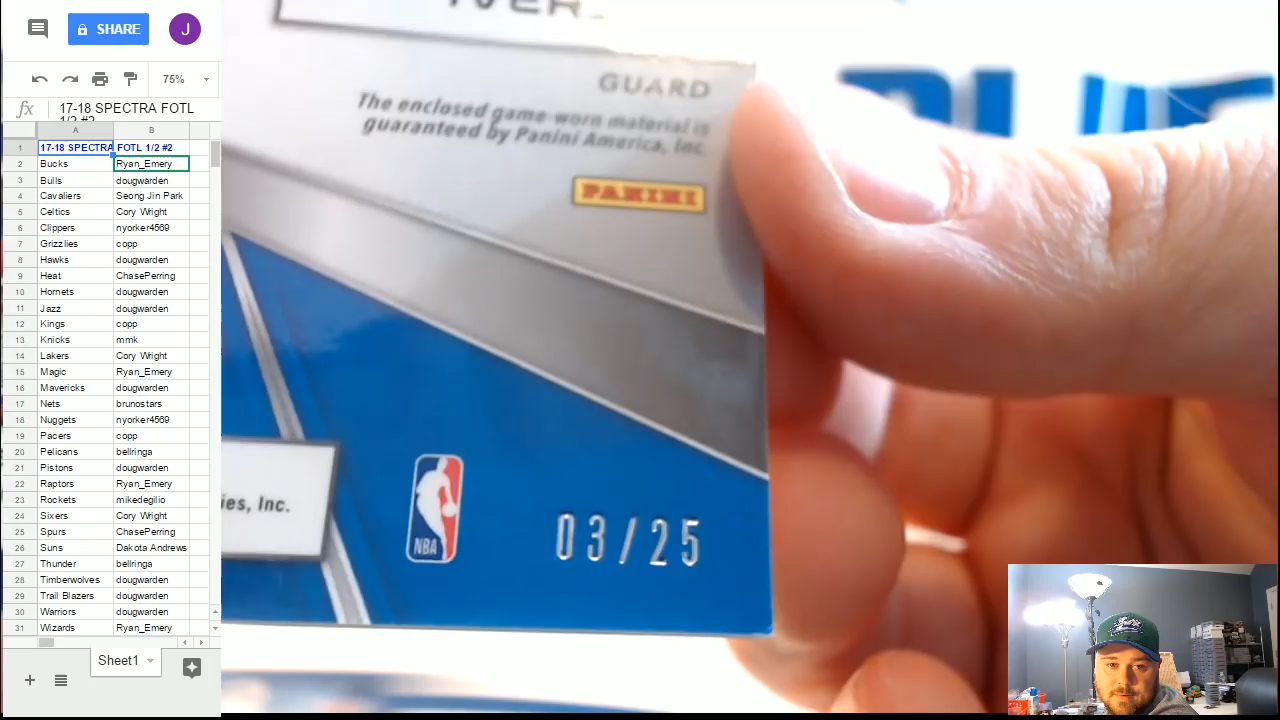 SHARE
J
75%
fx
17-18 SPECTRA FOTL
1/2 #2
A B
1 17-18 SPECTRA FOTL 1/2 #2
2 Bucks Ryan_Emery
3 Bulls dougwarden
4 Cavaliers Seong Jin Park
5 Celtics Cory Wright
6 Clippers nyorker4569
7 Grizzlies copp
8 Hawks dougwarden
9 Heat ChasePerring
10 Hornets dougwarden
11 Jazz dougwarden
12 Kings copp
13 Knicks mmk
14 Lakers Cory Wright
15 Magic Ryan_Emery
16 Mavericks dougwarden
17 Nets brunostars
18 Nuggets nyorker4569
19 Pacers copp
20 Pelicans bellringa
21 Pistons dougwarden
22 Raptors Ryan_Emery
23 Rockets mikedegilio
24 Sixers Cory Wright
25 Spurs ChasePerring
26 Suns Dakota Andrews
27 Thunder bellringa
28 Timberwolves dougwarden
29 Trail Blazers dougwarden
30 Warriors dougwarden
31 Wizards Ryan_Emery
Sheet1
GUARD
The enclosed game-worn material is
guaranteed by Panini America, Inc.
PANINI
ies, Inc.
NBA
03/25